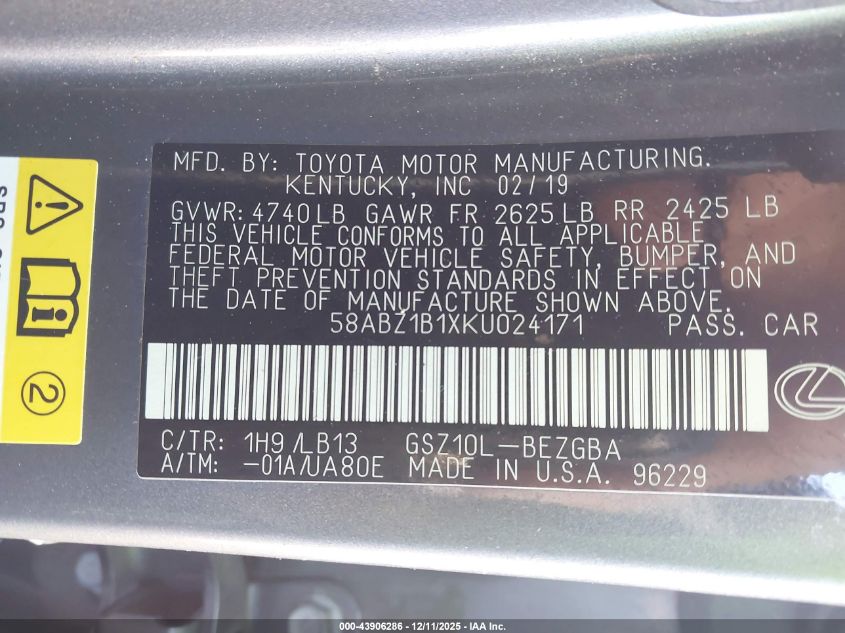 MFD. BY: TOYOTA MOTOR MANUFACTURING.
KENTUCKY, INC 02/19
GVWR: 4740 LB GAWR FR 2625 LB RR 2425 LB
THIS VEHICLE CONFORMS TO ALL APPLICABLE
FEDERAL MOTOR VEHICLE SAFETY, BUMPER, AND
THEFT PREVENTION STANDARDS IN EFFECT ON
THE DATE OF MANUFACTURE SHOWN ABOVE.
58ABZ1B1XKU024171 PASS. CAR
C/TR: 1H9/LB13 GSZ10L-BEZGBA
A/TM: -01A/UA80E MADE IN U.S.A. 96229
2
000-43906286 - 12/11/2025 - IAA Inc.